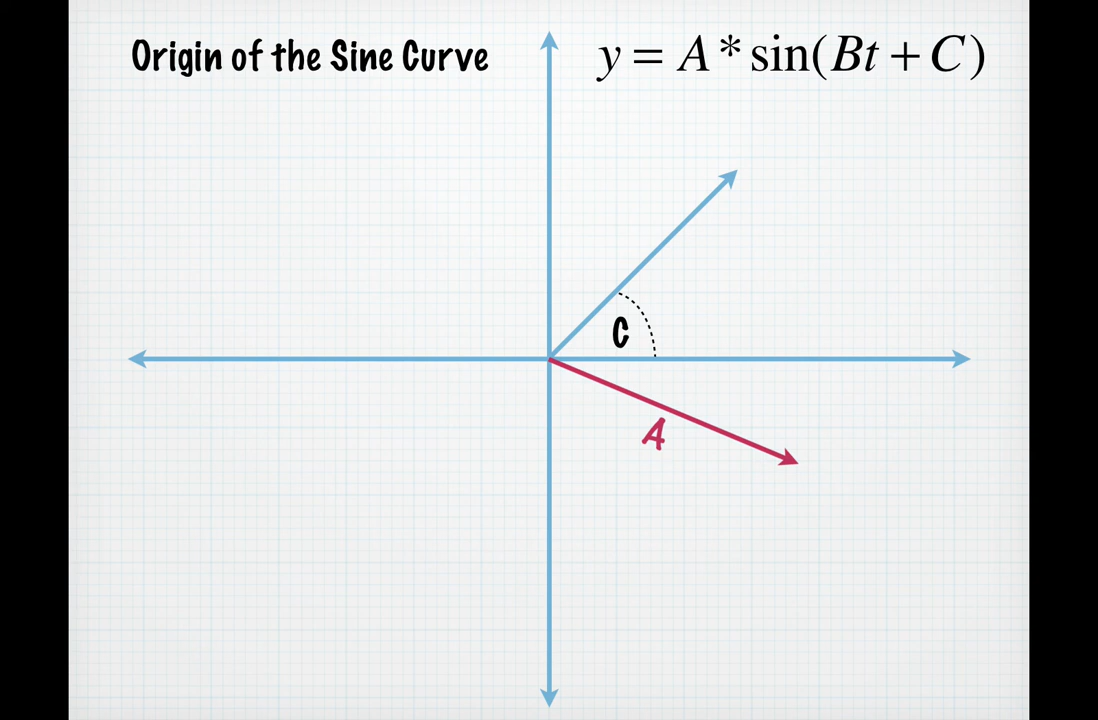 Origin of the Sine Curve
y = A * sin(Bt + C)
C
A